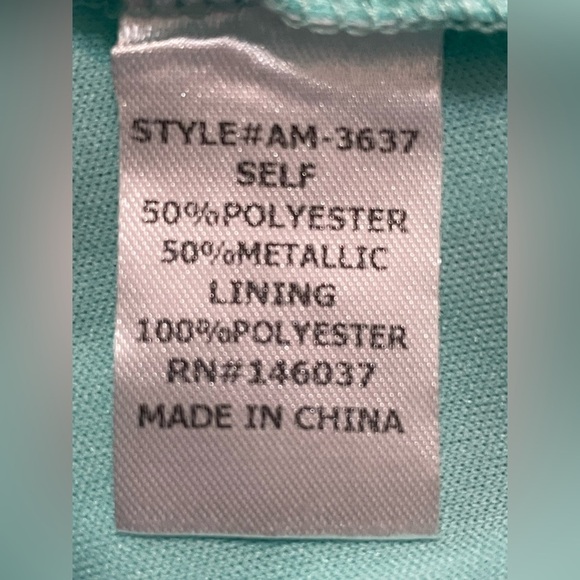 STYLE#AM-3637
SELF
50%POLYESTER
50%METALLIC
LINING
100%POLYESTER
RN#146037
MADE IN CHINA